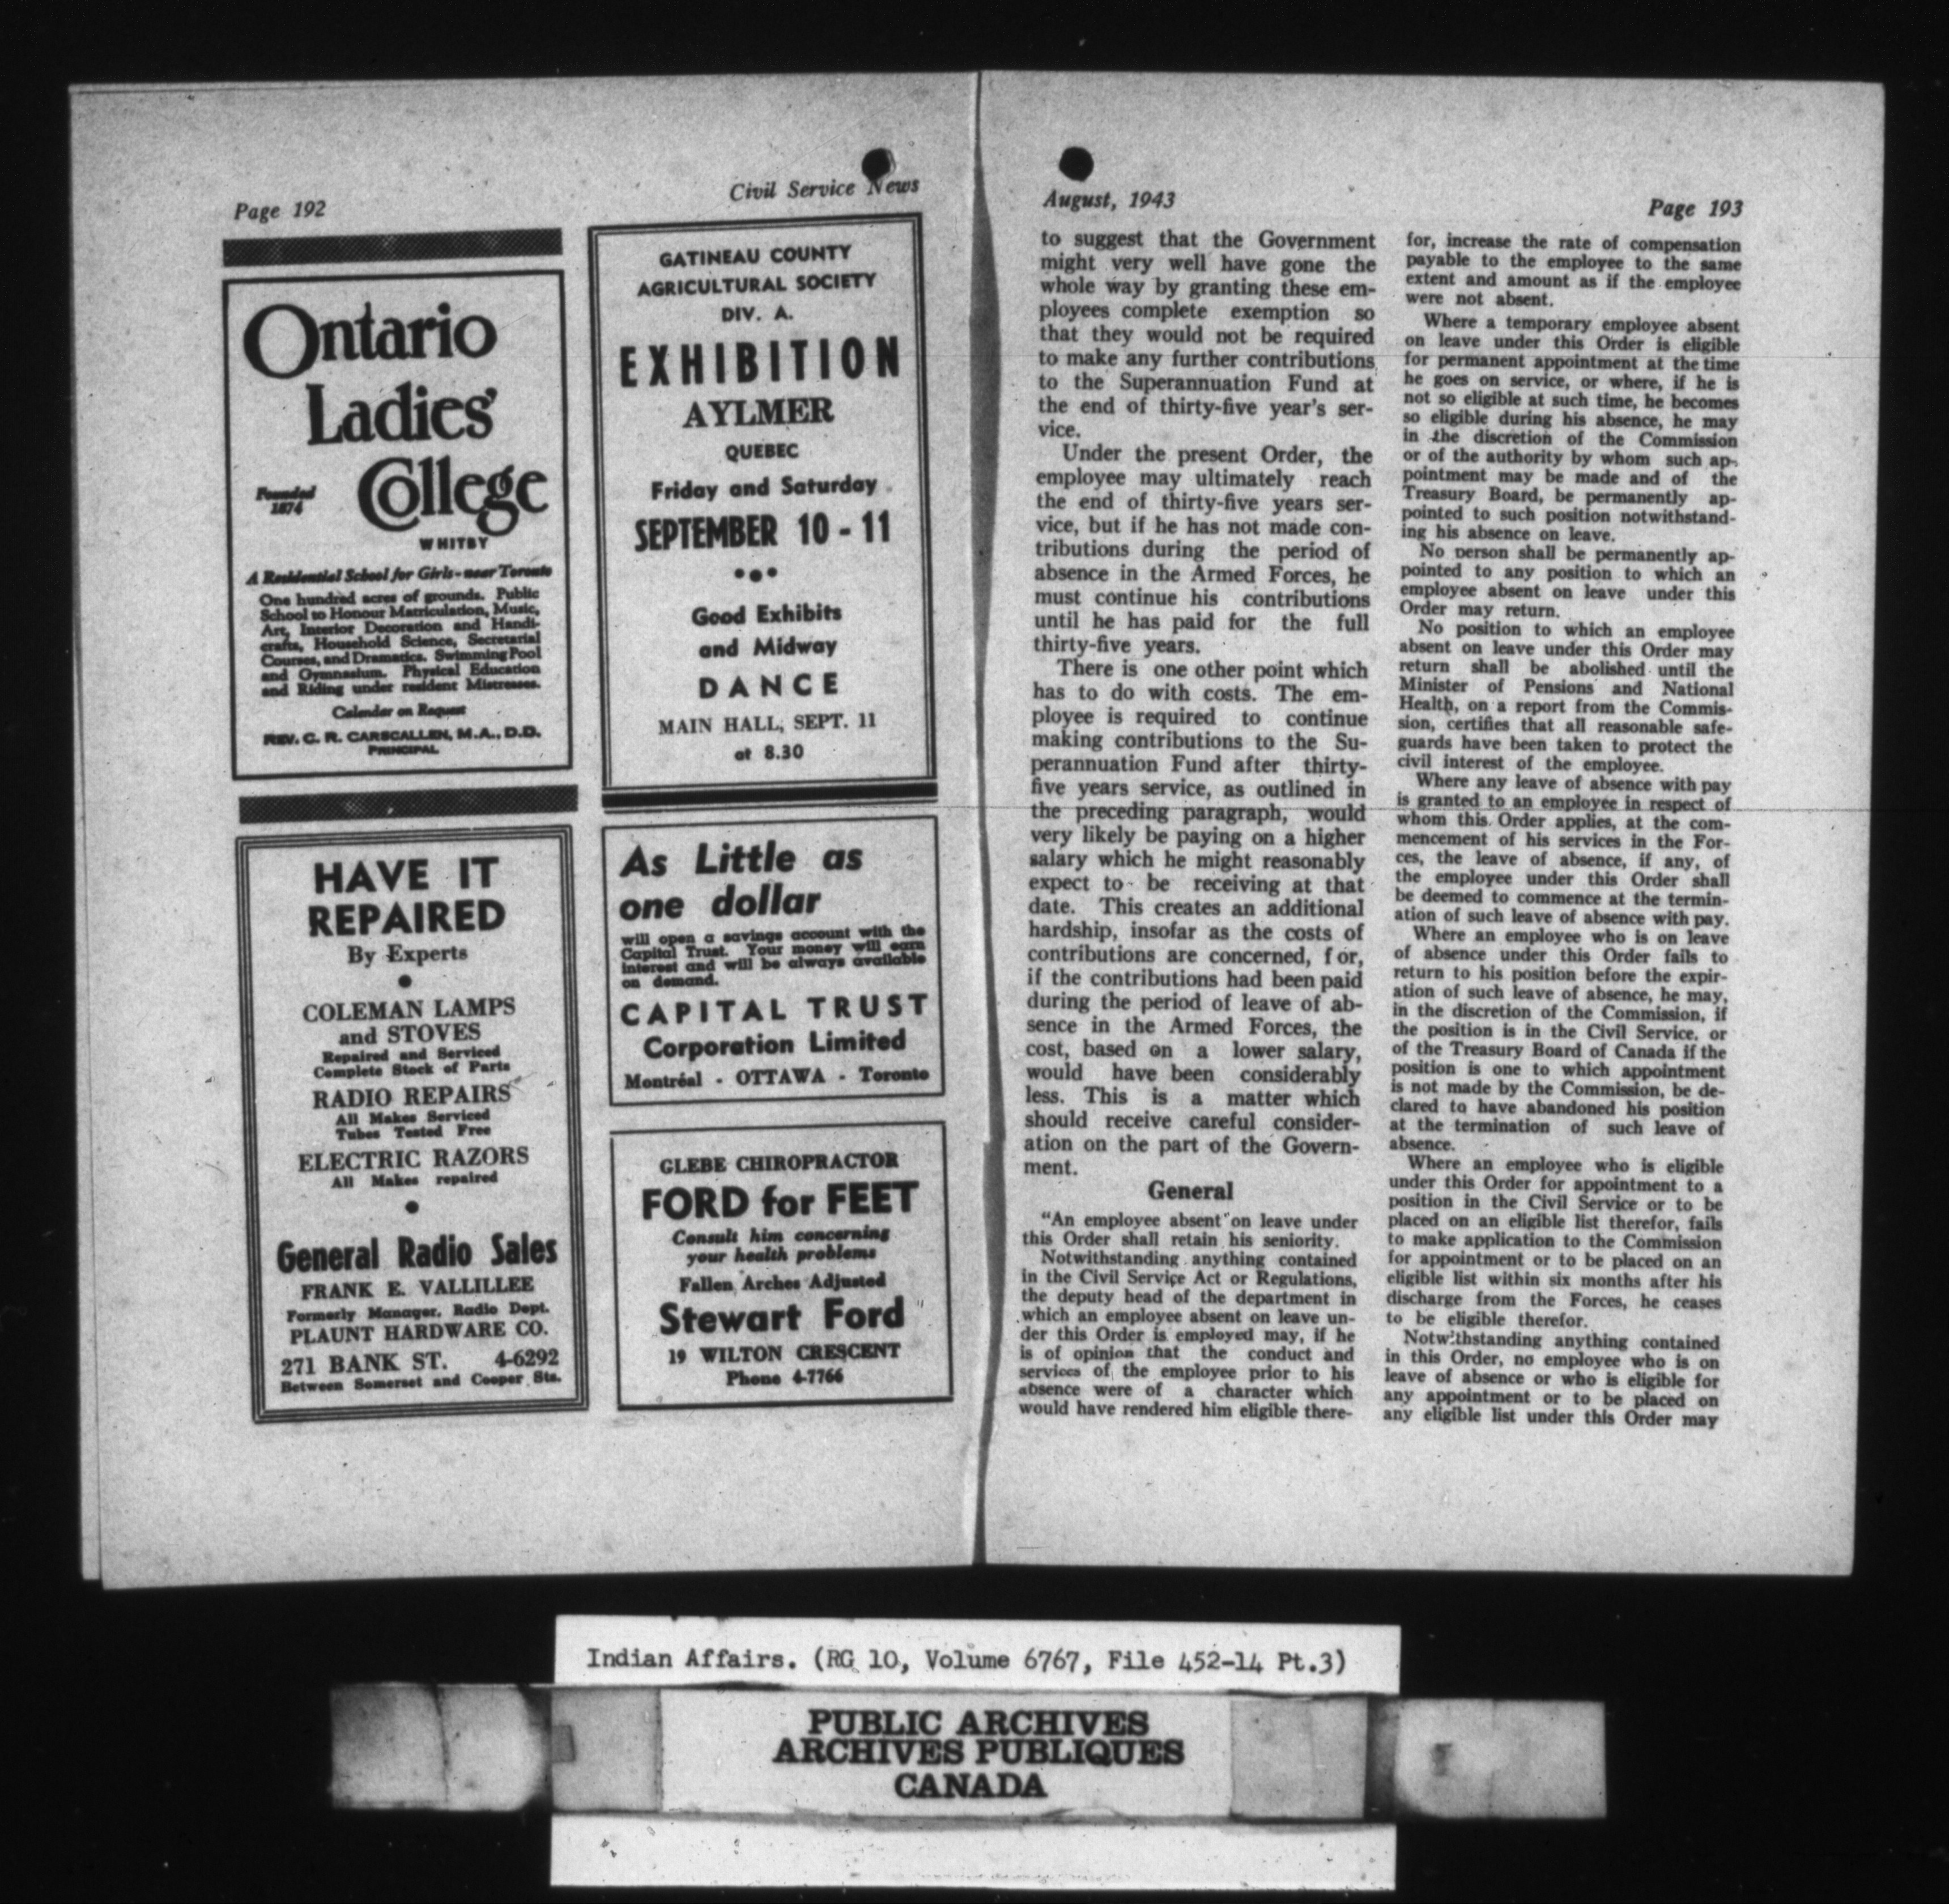 Page 192
Civil Service News
Ontario
Ladies'
College
Founded
1874
WHITBY
A Residential School for Girls - near Toronto
One hundred acres of grounds. Public
School to Honour Matriculation, Music,
Art, Interior Decoration and Handi-
crafts, Household Science, Secretarial
Courses, and Dramatics. Swimming Pool
and Gymnasium. Physical Education
and Riding under resident Mistresses.
Calendar on Request
REV. C. R. CARSCALLEN, M.A., D.D.
PRINCIPAL
HAVE IT
REPAIRED
By Experts
COLEMAN LAMPS
and STOVES
Repaired and Serviced
Complete Stock of Parts
RADIO REPAIRS
All Makes Serviced
Tubes Tested Free
ELECTRIC RAZORS
All Makes repaired
General Radio Sales
FRANK E. VALLILLEE
Formerly Manager, Radio Dept.
PLAUNT HARDWARE CO.
271 BANK ST. 4-6292
Between Somerset and Cooper Sts.
GATINEAU COUNTY
AGRICULTURAL SOCIETY
DIV. A.
EXHIBITION
AYLMER
QUEBEC
Friday and Saturday
SEPTEMBER 10 - 11
Good Exhibits
and Midway
DANCE
MAIN HALL, SEPT. 11
at 8.30
As Little as
one dollar
will open a savings account with the
Capital Trust. Your money will earn
interest and will be always available
on demand.
CAPITAL TRUST
Corporation Limited
Montréal - OTTAWA - Toronto
GLEBE CHIROPRACTOR
FORD for FEET
Consult him concerning
your health problems
Fallen Arches Adjusted
Stewart Ford
19 WILTON CRESCENT
Phone 4-7766
August, 1943
Page 193
to suggest that the Government
might very well have gone the
whole way by granting these em-
ployees complete exemption so
that they would not be required
to make any further contributions
to the Superannuation Fund at
the end of thirty-five year's ser-
vice.
Under the present Order, the
employee may ultimately reach
the end of thirty-five years ser-
vice, but if he has not made con-
tributions during the period of
absence in the Armed Forces, he
must continue his contributions
until he has paid for the full
thirty-five years.
There is one other point which
has to do with costs. The em-
ployee is required to continue
making contributions to the Su-
perannuation Fund after thirty-
five years service, as outlined in
the preceding paragraph, would
very likely be paying on a higher
salary which he might reasonably
expect to be receiving at that
date. This creates an additional
hardship, insofar as the costs of
contributions are concerned, for,
if the contributions had been paid
during the period of leave of ab-
sence in the Armed Forces, the
cost, based on a lower salary,
would have been considerably
less. This is a matter which
should receive careful consider-
ation on the part of the Govern-
ment.
General
"An employee absent on leave under
this Order shall retain his seniority.
Notwithstanding anything contained
in the Civil Service Act or Regulations,
the deputy head of the department in
which an employee absent on leave un-
der this Order is employed may, if he
is of opinion that the conduct and
services of the employee prior to his
absence were of a character which
would have rendered him eligible there-
for, increase the rate of compensation
payable to the employee to the same
extent and amount as if the employee
were not absent.
Where a temporary employee absent
on leave under this Order is eligible
for permanent appointment at the time
he goes on service, or where, if he is
not so eligible at such time, he becomes
so eligible during his absence, he may
in the discretion of the Commission
or of the authority by whom such ap-
pointment may be made and of the
Treasury Board, be permanently ap-
pointed to such position notwithstand-
ing his absence on leave.
No person shall be permanently ap-
pointed to any position to which an
employee absent on leave under this
Order may return.
No position to which an employee
absent on leave under this Order may
return shall be abolished until the
Minister of Pensions and National
Health, on a report from the Commis-
sion, certifies that all reasonable safe-
guards have been taken to protect the
civil interest of the employee.
Where any leave of absence with pay
is granted to an employee in respect of
whom this Order applies, at the com-
mencement of his services in the For-
ces, the leave of absence, if any, of
the employee under this Order shall
be deemed to commence at the termin-
ation of such leave of absence with pay.
Where an employee who is on leave
of absence under this Order fails to
return to his position before the expir-
ation of such leave of absence, he may,
in the discretion of the Commission, if
the position is in the Civil Service, or
of the Treasury Board of Canada if the
position is one to which appointment
is not made by the Commission, be de-
clared to have abandoned his position
at the termination of such leave of
absence.
Where an employee who is eligible
under this Order for appointment to a
position in the Civil Service or to be
placed on an eligible list therefor, fails
to make application to the Commission
for appointment or to be placed on an
eligible list within six months after his
discharge from the Forces, he ceases
to be eligible therefor.
Notwithstanding anything contained
in this Order, no employee who is on
leave of absence or who is eligible for
any appointment or to be placed on
any eligible list under this Order may
Indian Affairs. (RG 10, Volume 6767, File 452-14 Pt.3)
PUBLIC ARCHIVES
ARCHIVES PUBLIQUES
CANADA